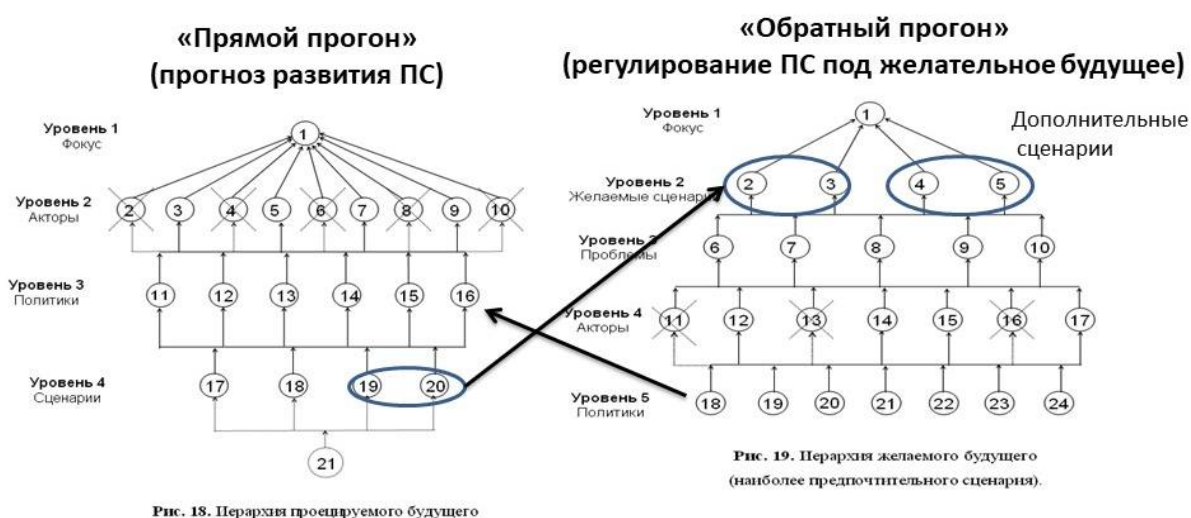 «Прямой прогон»
(прогноз развития ПС)
Уровень 1
Фокус
1
Уровень 2
Акторы
2 3 4 5 6 7 8 9 10
Уровень 3
Политики
11 12 13 14 15 16
Уровень 4
Сценарии
17 18 19 20
21
Рис. 18. Иерархия проецируемого будущего
«Обратный прогон»
(регулирование ПС под желательное будущее)
Уровень 1
Фокус
1
Дополнительные
сценарии
Уровень 2
Желаемые сценарии
2 3 4 5
Уровень 3
Проблемы
6 7 8 9 10
Уровень 4
Акторы
11 12 13 14 15 16 17
Уровень 5
Политики
18 19 20 21 22 23 24
Рис. 19. Иерархия желаемого будущего
(наиболее предпочтительного сценария).